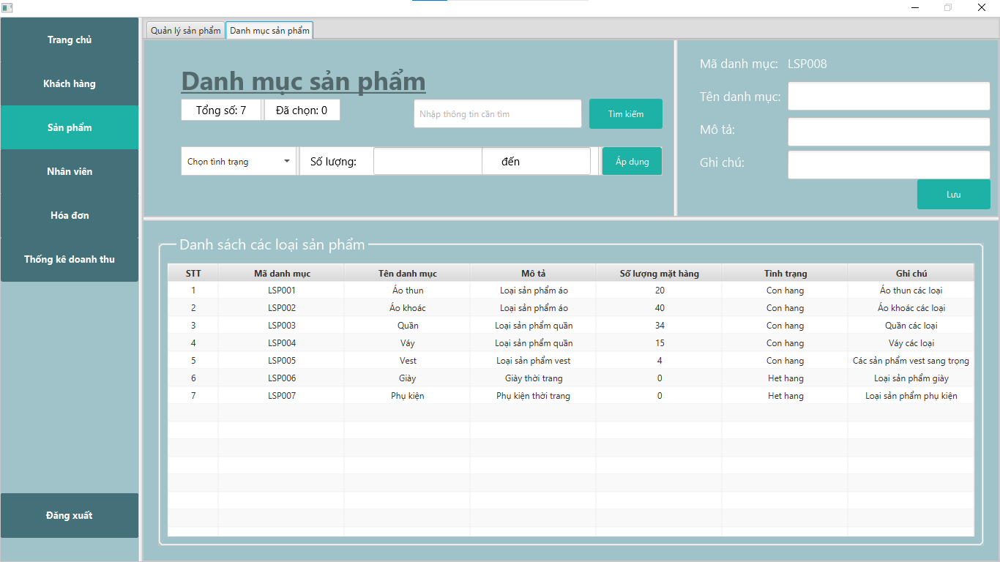 Trang chủ
Khách hàng
Sản phẩm
Nhân viên
Hóa đơn
Thống kê doanh thu
Đăng xuất
Quản lý sản phẩm Danh mục sản phẩm
Danh mục sản phẩm
Tổng số: 7 Đã chọn: 0
Nhập thông tin cần tìm Tìm kiếm
Chọn tình trạng Số lượng: đến Áp dụng
Mã danh mục: LSP008
Tên danh mục:
Mô tả:
Ghi chú:
Lưu
Danh sách các loại sản phẩm
STT Mã danh mục Tên danh mục Mô tả Số lượng mặt hàng Tình trạng Ghi chú
1 LSP001 Áo thun Loại sản phẩm áo 20 Con hang Áo thun các loại
2 LSP002 Áo khoác Loại sản phẩm áo 40 Con hang Áo khoác các loại
3 LSP003 Quần Loại sản phẩm quần 34 Con hang Quần các loại
4 LSP004 Váy Loại sản phẩm quần 15 Con hang Váy các loại
5 LSP005 Vest Loại sản phẩm vest 4 Con hang Các sản phẩm vest sang trọng
6 LSP006 Giày Giày thời trang 0 Het hang Loại sản phẩm giày
7 LSP007 Phụ kiện Phụ kiện thời trang 0 Het hang Loại sản phẩm phụ kiện